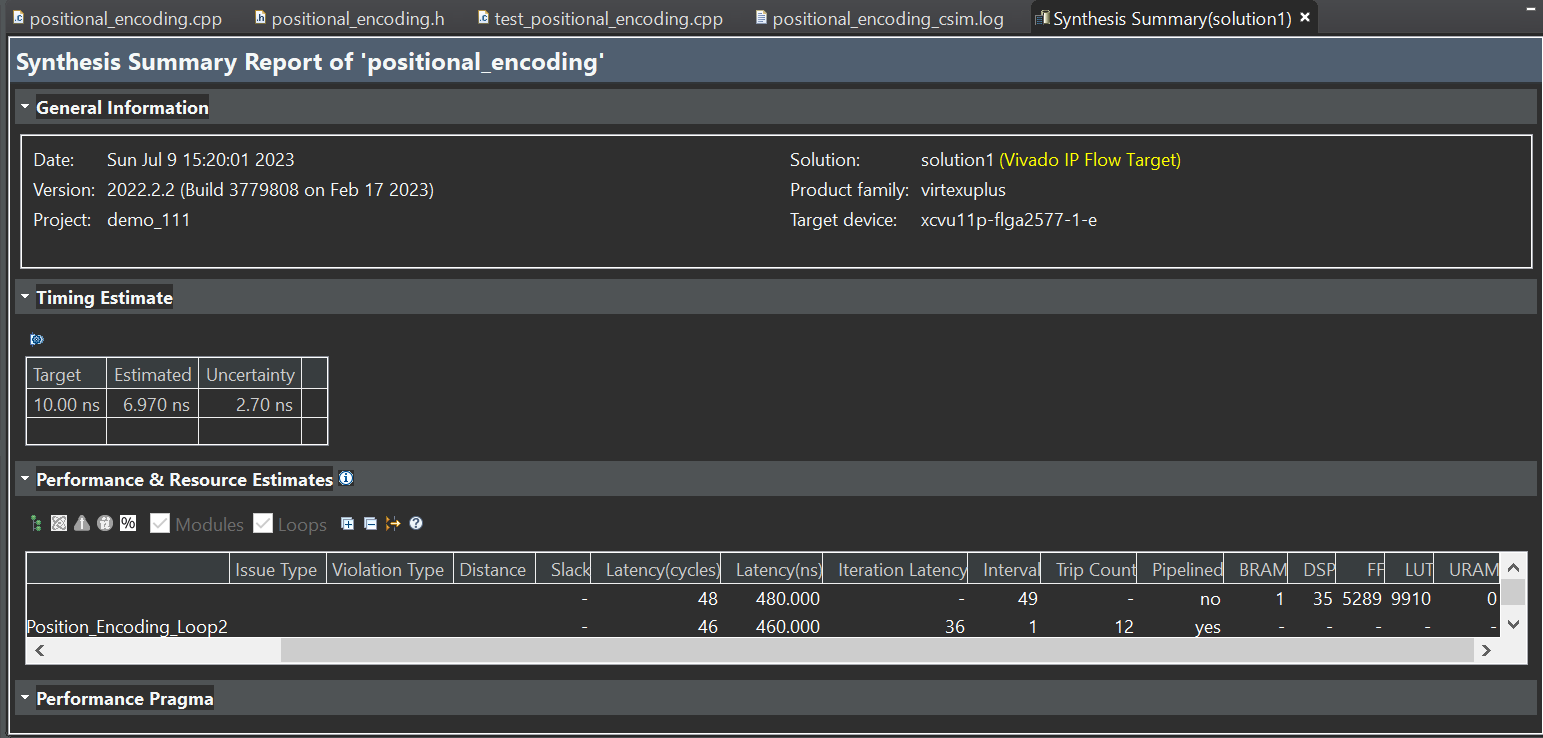 positional_encoding.cpp positional_encoding.h test_positional_encoding.cpp positional_encoding_csim.log Synthesis Summary(solution1)
Synthesis Summary Report of 'positional_encoding'
General Information
Date: Sun Jul 9 15:20:01 2023 Solution: solution1 (Vivado IP Flow Target)
Version: 2022.2.2 (Build 3779808 on Feb 17 2023) Product family: virtexuplus
Project: demo_111 Target device: xcvu11p-flga2577-1-e
Timing Estimate
Target Estimated Uncertainty
10.00 ns 6.970 ns 2.70 ns
Performance & Resource Estimates
% Modules Loops
Issue Type Violation Type Distance Slack Latency(cycles) Latency(ns) Iteration Latency Interval Trip Count Pipelined BRAM DSP FF LUT URAM
- 48 480.000 - 49 - no 1 35 5289 9910 0
Position_Encoding_Loop2 - 46 460.000 36 1 12 yes - - - - -
Performance Pragma